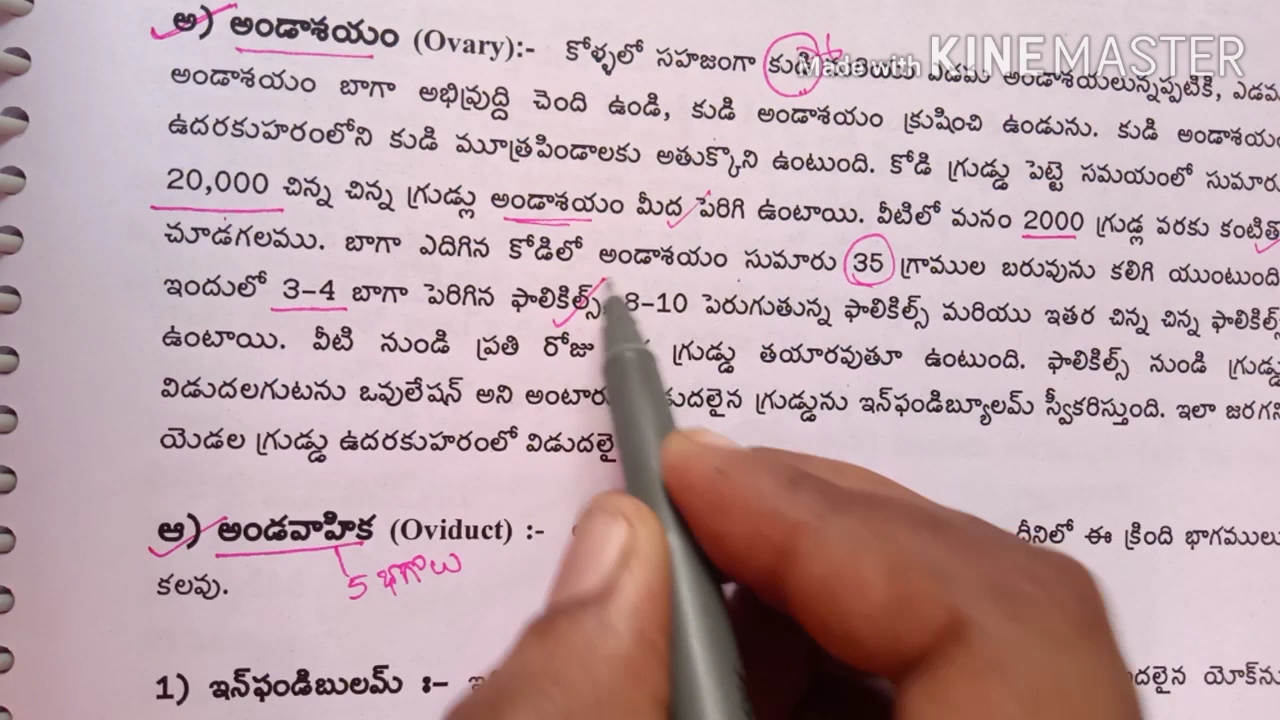 అ) అండాశయం (Ovary):- కోళ్ళలో సహజంగా కుడి ఎడమ అండాశయలున్నప్పటికి, ఎడమ
Made with KINEMASTER
అండాశయం బాగా అభివ్రుద్ది చెంది ఉండి, కుడి అండాశయం క్రుషించి ఉండును. కుడి అండాశయం
ఉదరకుహరంలోని కుడి మూత్రపిండాలకు అతుక్కొని ఉంటుంది. కోడి గ్రుడ్డు పెట్టె సమయంలో సుమారు
20,000 చిన్న చిన్న గ్రుడ్లు అండాశయం మీద పెరిగి ఉంటాయి. వీటిలో మనం 2000 గ్రుడ్ల వరకు కంటితో
చూడగలము. బాగా ఎదిగిన కోడిలో అండాశయం సుమారు 35 గ్రాముల బరువును కలిగి యుంటుంది
ఇందులో 3-4 బాగా పెరిగిన ఫాలికిల్స్ 8-10 పెరుగుతున్న ఫాలికిల్స్ మరియు ఇతర చిన్న చిన్న ఫాలికిల్స్
ఉంటాయి. వీటి నుండి ప్రతి రోజు గ్రుడ్డు తయారవుతూ ఉంటుంది. ఫాలికిల్స్ నుండి గ్రుడ్డు
విడుదలగుటను ఒవులేషన్ అని అంటారు గ్రుడ్డును ఇన్‌ఫండిబ్యూలమ్ స్వీకరిస్తుంది. ఇలా జరగని
యెడల గ్రుడ్డు ఉదరకుహరంలో విడుదలై
ఆ) అండవాహిక (Oviduct) :- దీనిలో ఈ క్రింది భాగములు
కలవు.
5 భాగాలు
1) ఇన్‌ఫండిబులమ్ :- యోక్‌ను